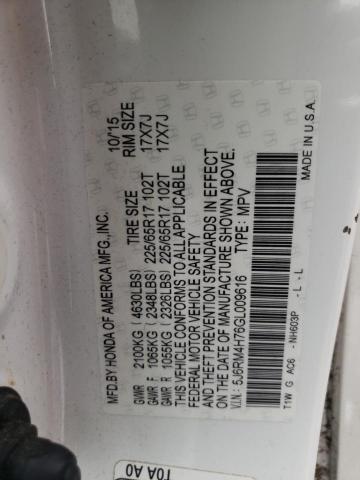 MFD.BY HONDA OF AMERICA MFG.,INC. 10/15
GVWR 2100KG (4630LBS) TIRE SIZE RIM SIZE
GAWR F 1065KG (2348LBS) 225/65R17 102T 17X7J
GAWR R 1055KG (2326LBS) 225/65R17 102T 17X7J
THIS VEHICLE CONFORMS TO ALL APPLICABLE
FEDERAL MOTOR VEHICLE SAFETY
AND THEFT PREVENTION STANDARDS IN EFFECT
ON THE DATE OF MANUFACTURE SHOWN ABOVE.
V.I.N.: 5J6RM4H76GL009616 TYPE: MPV
T1W G AC6 - NH603P - L - L
MADE IN U.S.A.
T0A A0